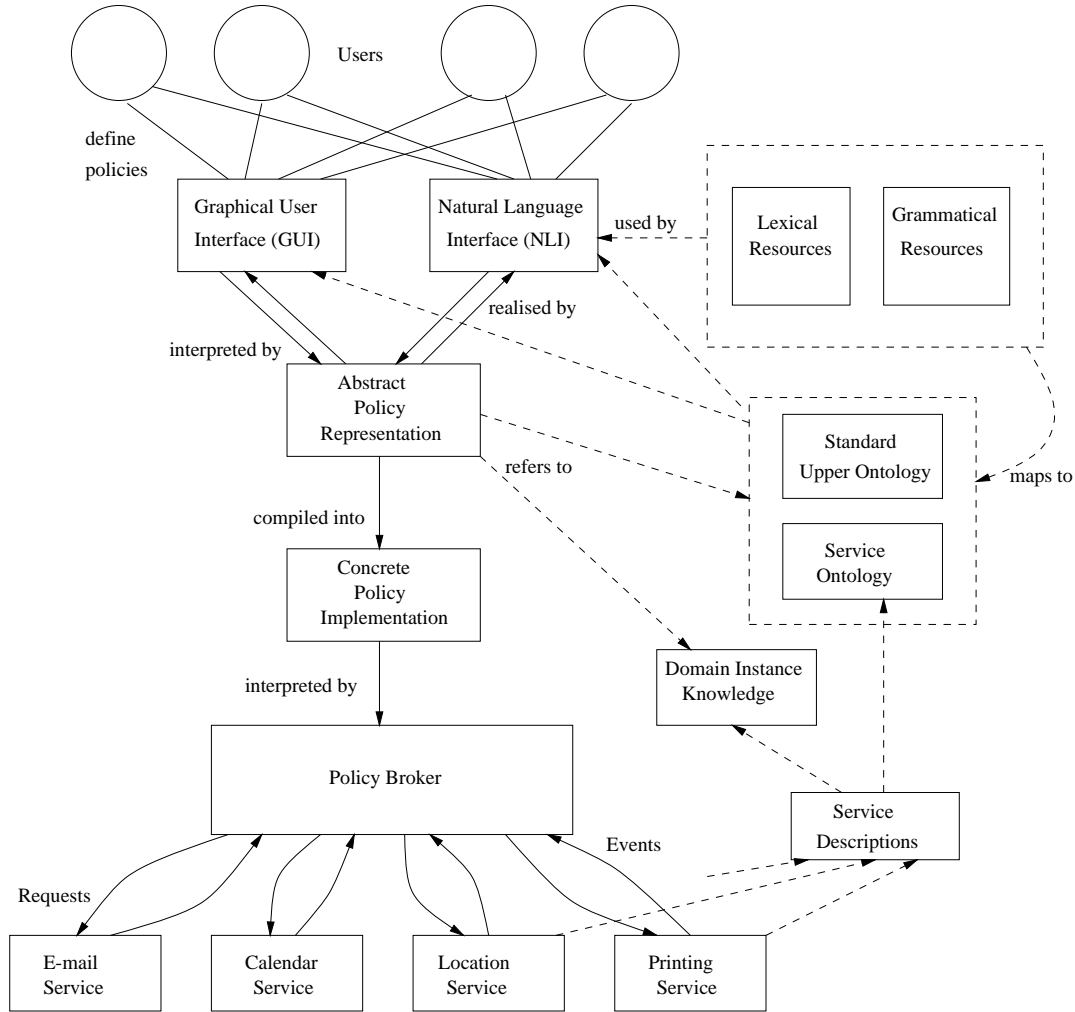 Users
define
policies
Graphical User
Interface (GUI)
Natural Language
Interface (NLI)
used by
Lexical
Resources
Grammatical
Resources
realised by
interpreted by
Abstract
Policy
Representation
refers to
Standard
Upper Ontology
maps to
compiled into
Service
Ontology
Concrete
Policy
Implementation
Domain Instance
Knowledge
interpreted by
Policy Broker
Service
Descriptions
Events
Requests
E-mail
Service
Calendar
Service
Location
Service
Printing
Service